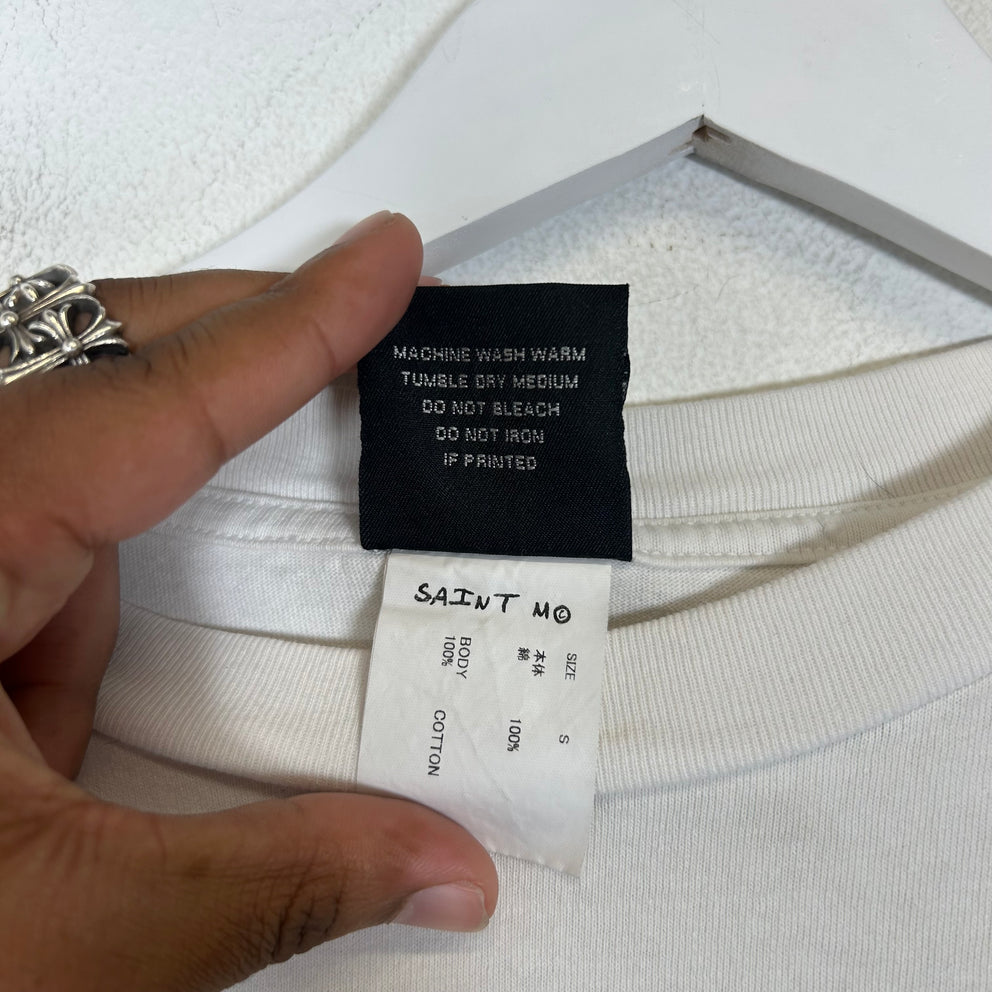 MACHINE WASH WARM
TUMBLE DRY MEDIUM
DO NOT BLEACH
DO NOT IRON
IF PRINTED
SAINT M©
SIZE S
本体
綿 100%
BODY
100% COTTON